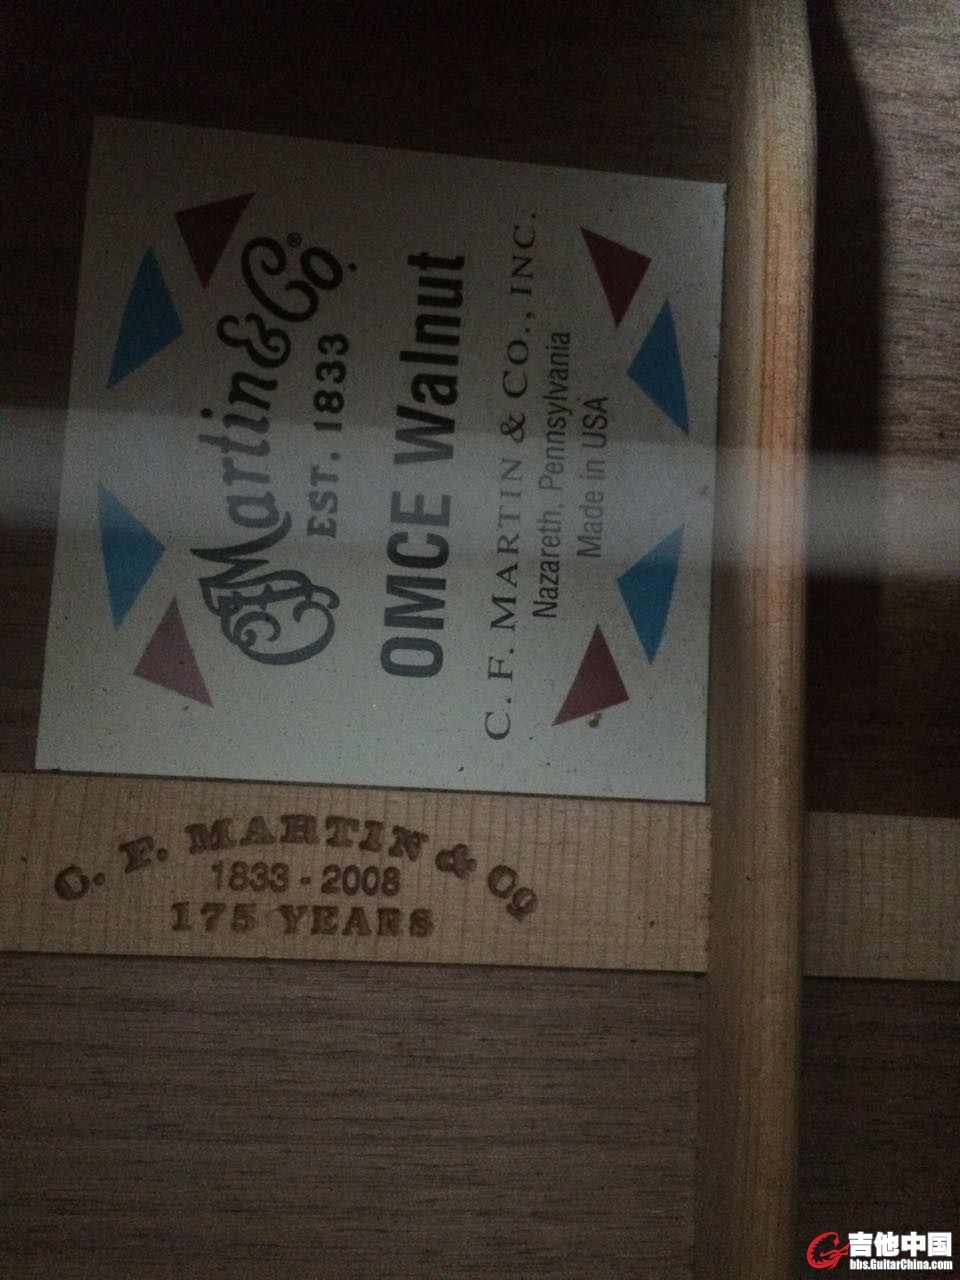 Martin & Co.®
EST. 1833
OMCE Walnut
C. F. MARTIN & CO., INC.
Nazareth, Pennsylvania
Made in USA
C. F. MARTIN & Co
1833 - 2008
175 YEARS
吉他中国
bbs.GuitarChina.com